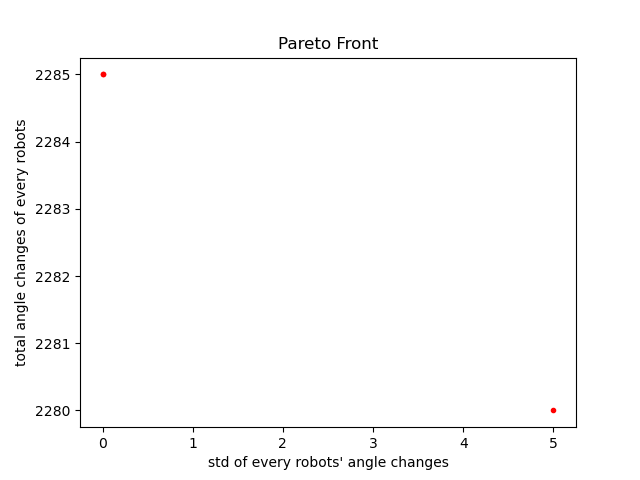 Pareto Front
total angle changes of every robots
2285
2284
2283
2282
2281
2280
0 1 2 3 4 5
std of every robots' angle changes